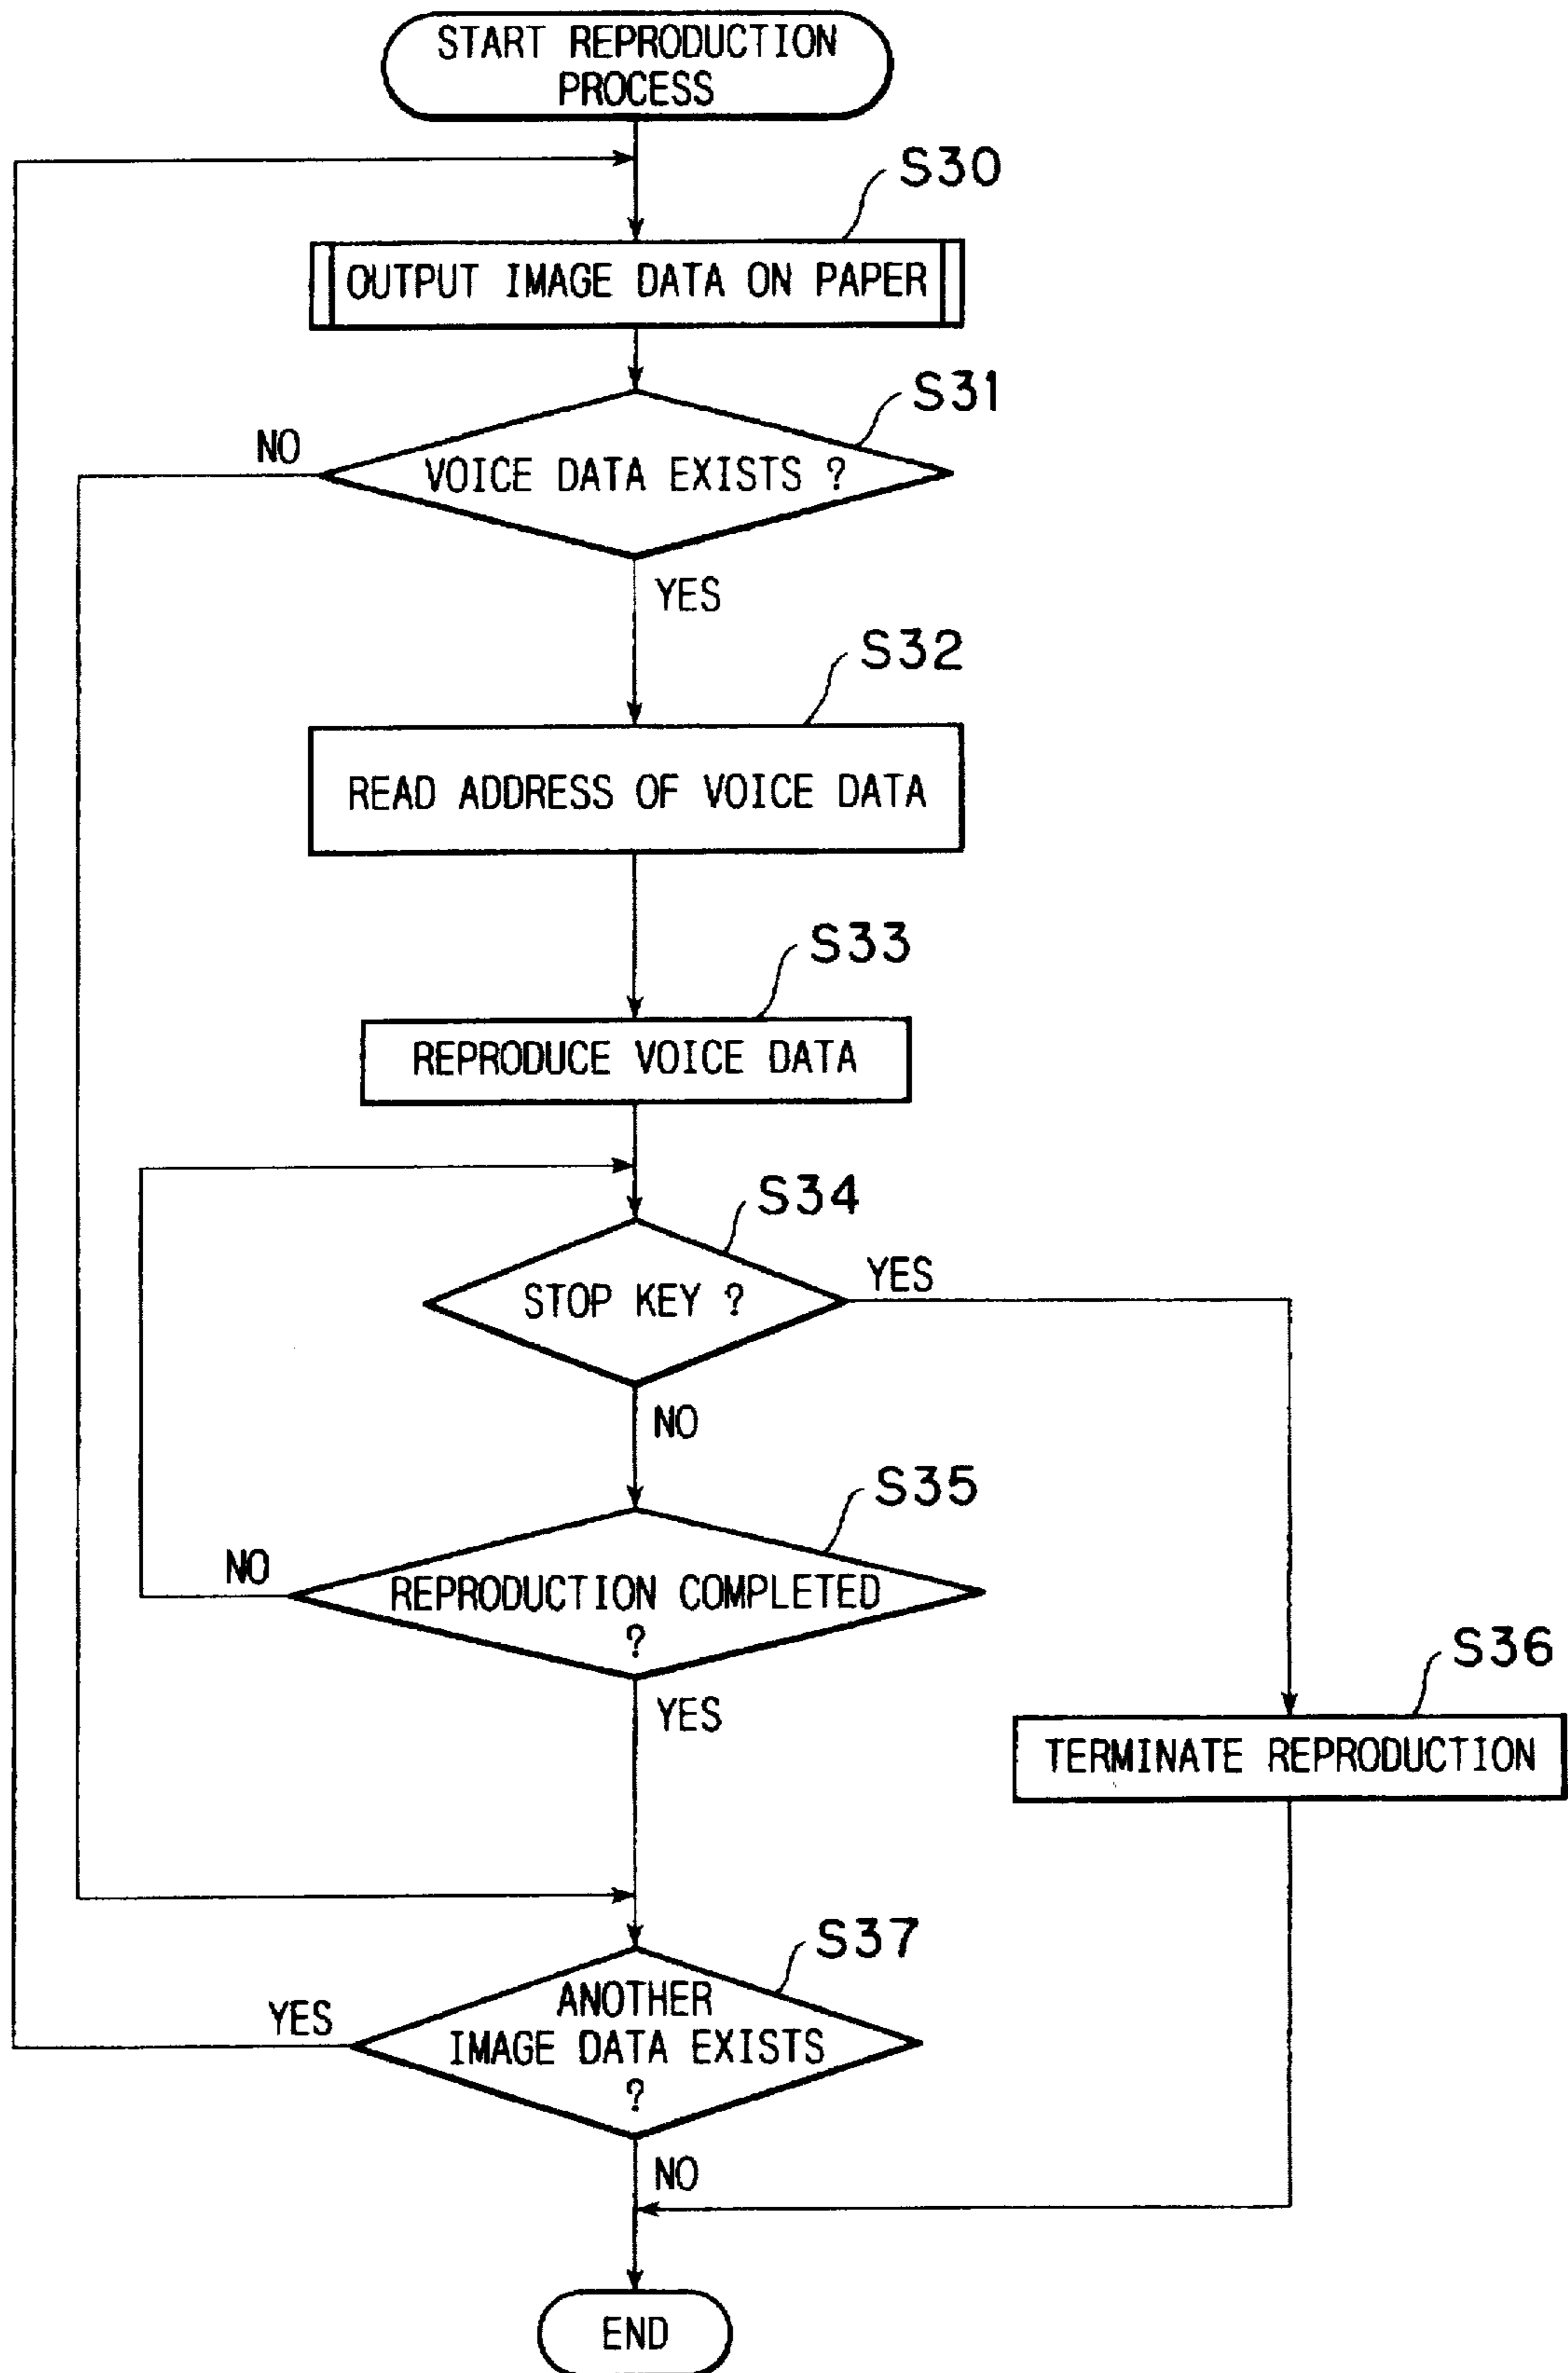 START REPRODUCTION
PROCESS
S30
OUTPUT IMAGE DATA ON PAPER
S31
NO
VOICE DATA EXISTS ?
YES
S32
READ ADDRESS OF VOICE DATA
S33
REPRODUCE VOICE DATA
S34
STOP KEY ?
YES
NO
S35
NO
REPRODUCTION COMPLETED
?
YES
S36
TERMINATE REPRODUCTION
S37
YES
ANOTHER
IMAGE DATA EXISTS
?
NO
END